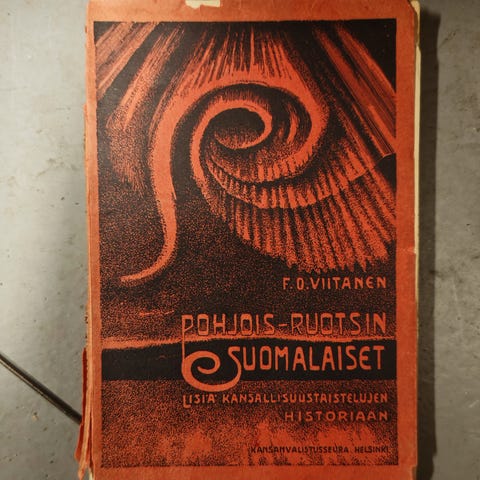 F. O. VIITANEN
POHJOIS-RUOTSIN
SUOMALAISET
LISIÄ KANSALLISUUSTAISTELUJEN
HISTORIAAN
KANSANVALISTUSSEURA HELSINKI